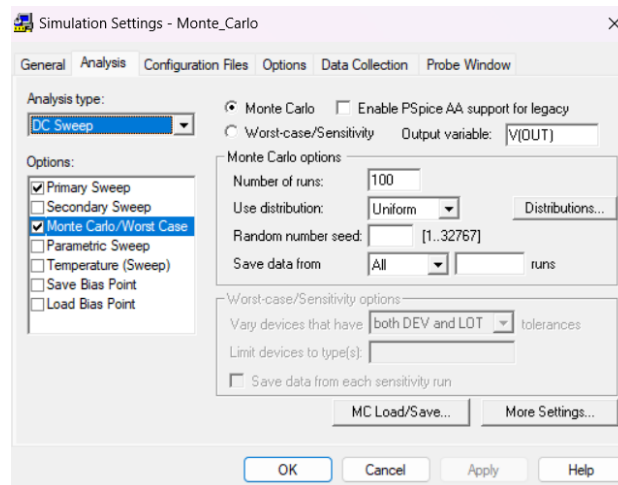 Simulation Settings - Monte_Carlo
General Analysis Configuration Files Options Data Collection Probe Window
Analysis type:
DC Sweep
Options:
Primary Sweep
Secondary Sweep
Monte Carlo/Worst Case
Parametric Sweep
Temperature (Sweep)
Save Bias Point
Load Bias Point
Monte Carlo Enable PSpice AA support for legacy
Worst-case/Sensitivity Output variable: V(OUT)
Monte Carlo options
Number of runs: 100
Use distribution: Uniform Distributions...
Random number seed: [1..32767]
Save data from All runs
Worst-case/Sensitivity options
Vary devices that have both DEV and LOT tolerances
Limit devices to type(s):
Save data from each sensitivity run
MC Load/Save... More Settings...
OK Cancel Apply Help